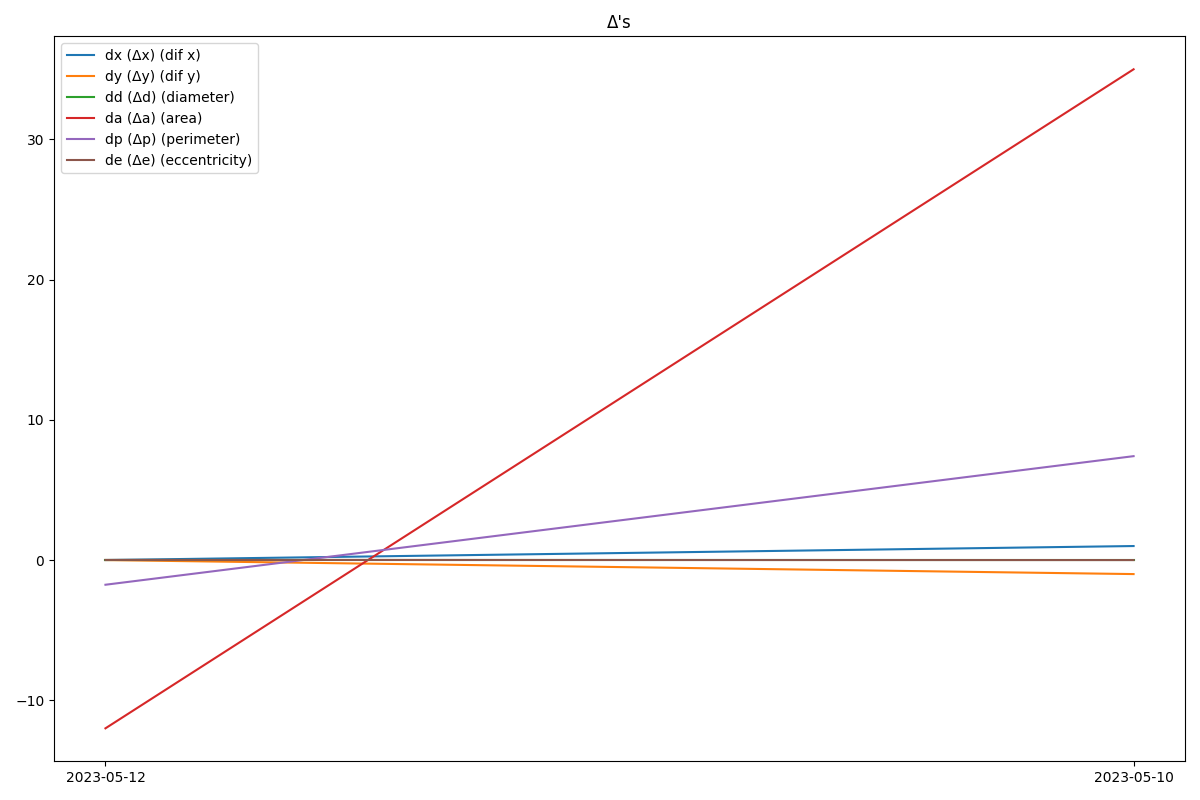 Δ's
dx (Δx) (dif x)
dy (Δy) (dif y)
dd (Δd) (diameter)
da (Δa) (area)
dp (Δp) (perimeter)
de (Δe) (eccentricity)
30
20
10
0
−10
2023-05-12
2023-05-10